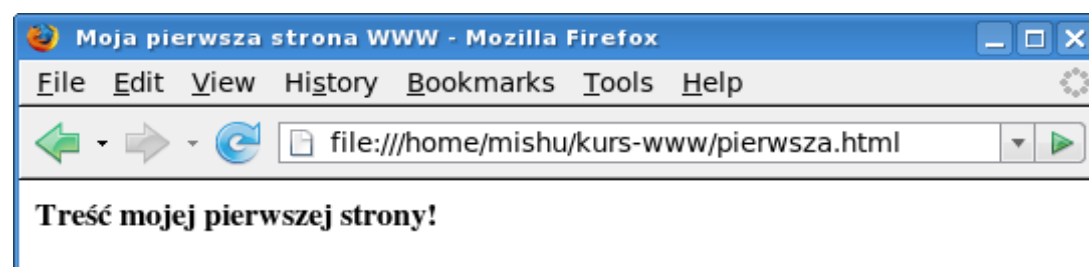 Moja pierwsza strona WWW - Mozilla Firefox
File Edit View History Bookmarks Tools Help
file:///home/mishu/kurs-www/pierwsza.html
Treść mojej pierwszej strony!